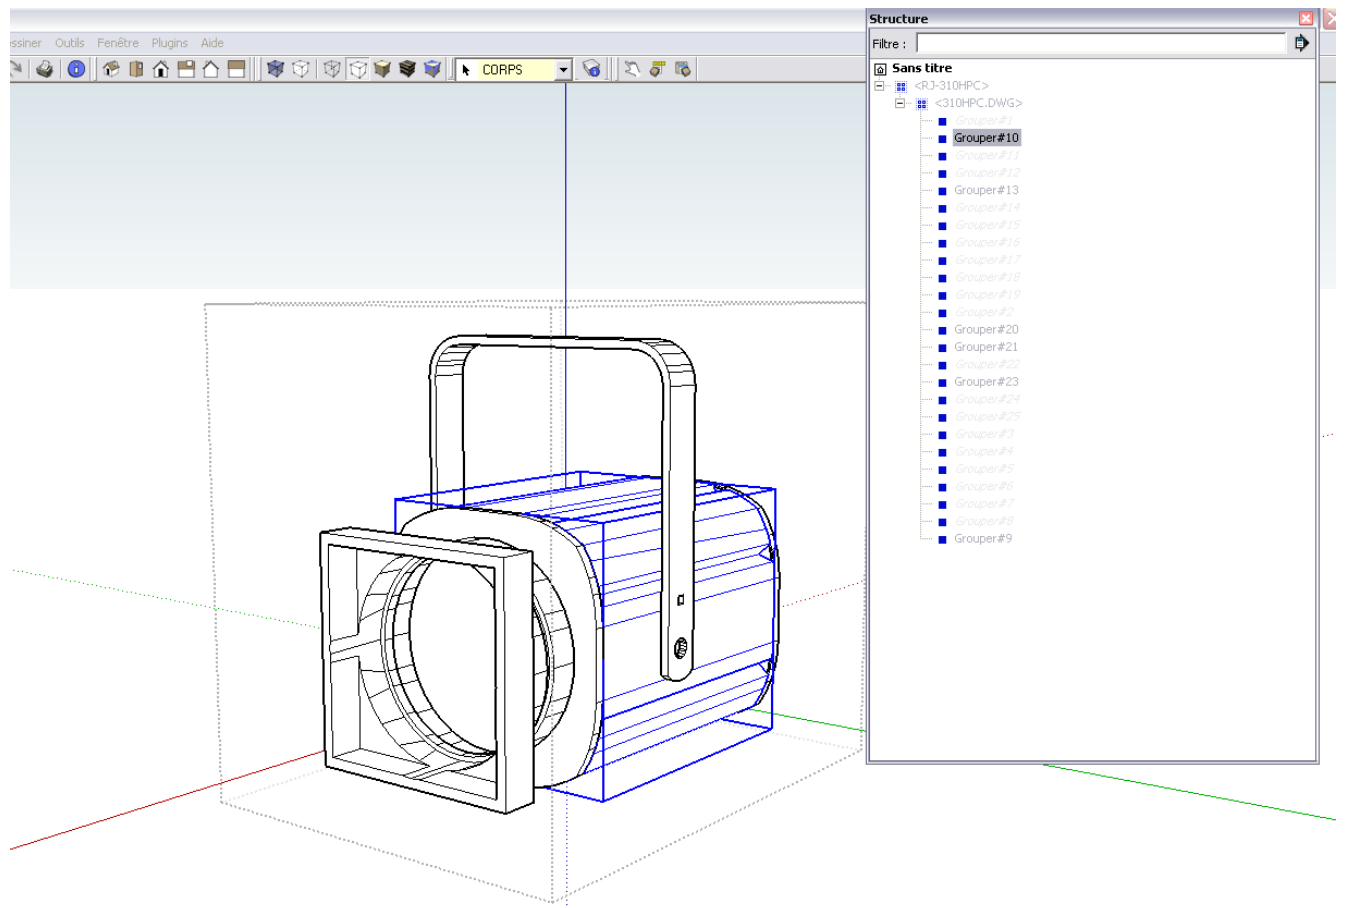 Structure
ssiner Outils Fenêtre Plugins Aide
Filtre :
CORPS
Sans titre
<RJ-310HPC>
<310HPC.DWG>
Grouper#1
Grouper#10
Grouper#11
Grouper#12
Grouper#13
Grouper#14
Grouper#15
Grouper#16
Grouper#17
Grouper#18
Grouper#19
Grouper#2
Grouper#20
Grouper#21
Grouper#22
Grouper#23
Grouper#24
Grouper#25
Grouper#3
Grouper#4
Grouper#5
Grouper#6
Grouper#7
Grouper#8
Grouper#9